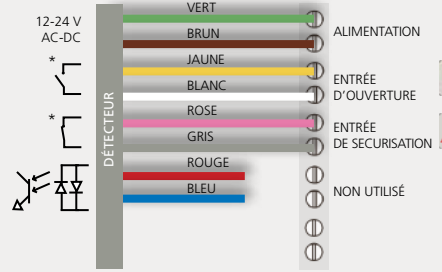 12-24 V
AC-DC
*
*
DÉTECTEUR
VERT
BRUN
JAUNE
BLANC
ROSE
GRIS
ROUGE
BLEU
ALIMENTATION
ENTRÉE
D'OUVERTURE
ENTRÉE
DE SECURISATION
NON UTILISÉ